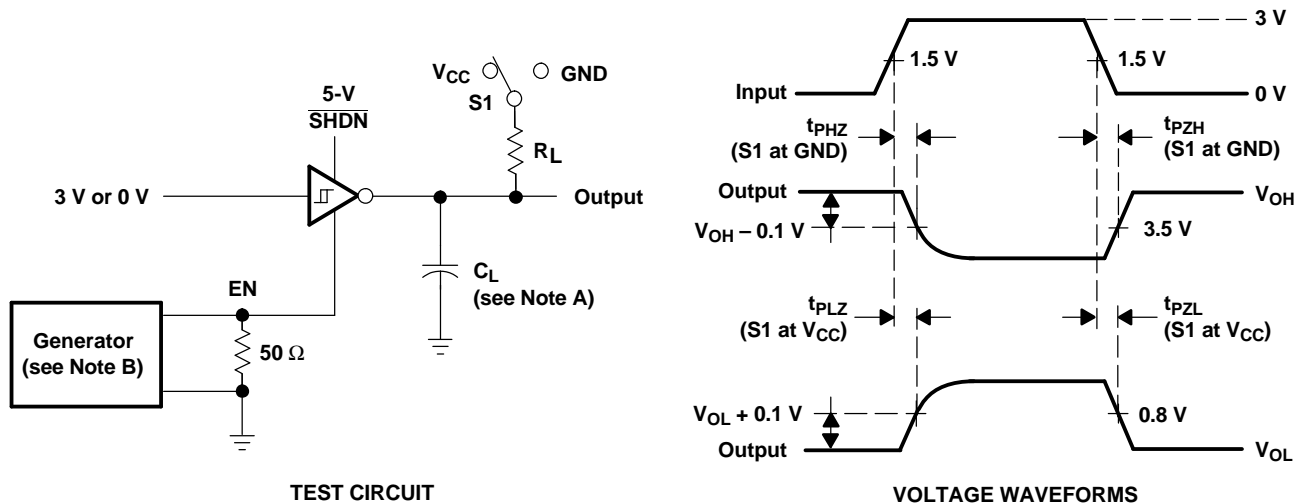 VCC
GND
S1
5-V
SHDN
RL
3 V or 0 V
Output
CL
(see Note A)
EN
Generator
(see Note B)
50 Ω
TEST CIRCUIT
3 V
1.5 V
1.5 V
Input
0 V
tPHZ
(S1 at GND)
tPZH
(S1 at GND)
Output
VOH
VOH – 0.1 V
3.5 V
tPLZ
(S1 at VCC)
tPZL
(S1 at VCC)
VOL + 0.1 V
0.8 V
Output
VOL
VOLTAGE WAVEFORMS